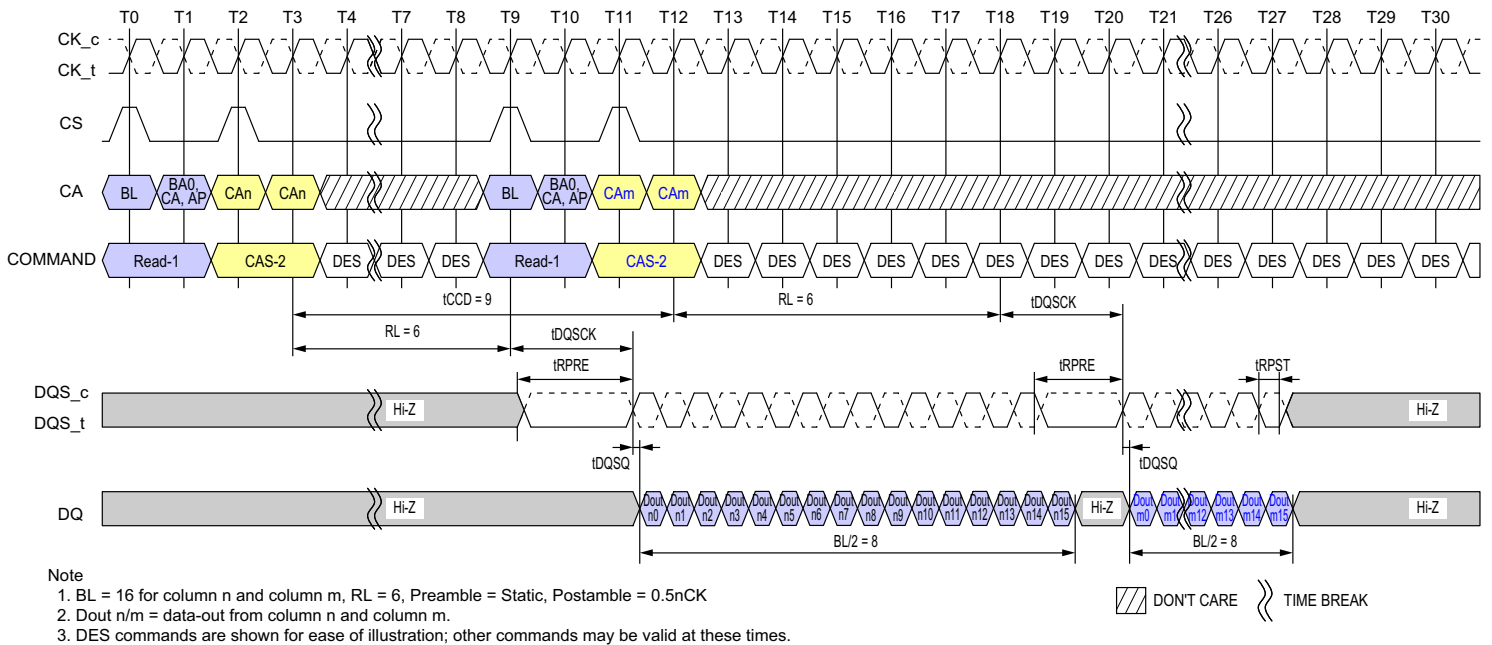 T0 T1 T2 T3 T4 T7 T8 T9 T10 T11 T12 T13 T14 T15 T16 T17 T18 T19 T20 T21 T26 T27 T28 T29 T30
CK_c
CK_t
CS
CA BL BA0, CA, AP CAn CAn BL BA0, CA, AP CAm CAm
COMMAND Read-1 CAS-2 DES DES DES Read-1 CAS-2 DES DES DES DES DES DES DES DES DES DES DES DES DES DES
tCCD = 9 RL = 6 tDQSCK
RL = 6 tDQSCK
tRPRE tRPRE tRPST
DQS_c
DQS_t
Hi-Z Hi-Z
tDQSQ tDQSQ
DQ Hi-Z Dout n0 Dout n1 Dout n2 Dout n3 Dout n4 Dout n5 Dout n6 Dout n7 Dout n8 Dout n9 Dout n10 Dout n11 Dout n12 Dout n13 Dout n14 Dout n15 Hi-Z Dout m0 Dout m1 Dout m12 Dout m13 Dout m14 Dout m15 Hi-Z
BL/2 = 8 BL/2 = 8
Note
1. BL = 16 for column n and column m, RL = 6, Preamble = Static, Postamble = 0.5nCK
2. Dout n/m = data-out from column n and column m.
3. DES commands are shown for ease of illustration; other commands may be valid at these times.
DON'T CARE TIME BREAK